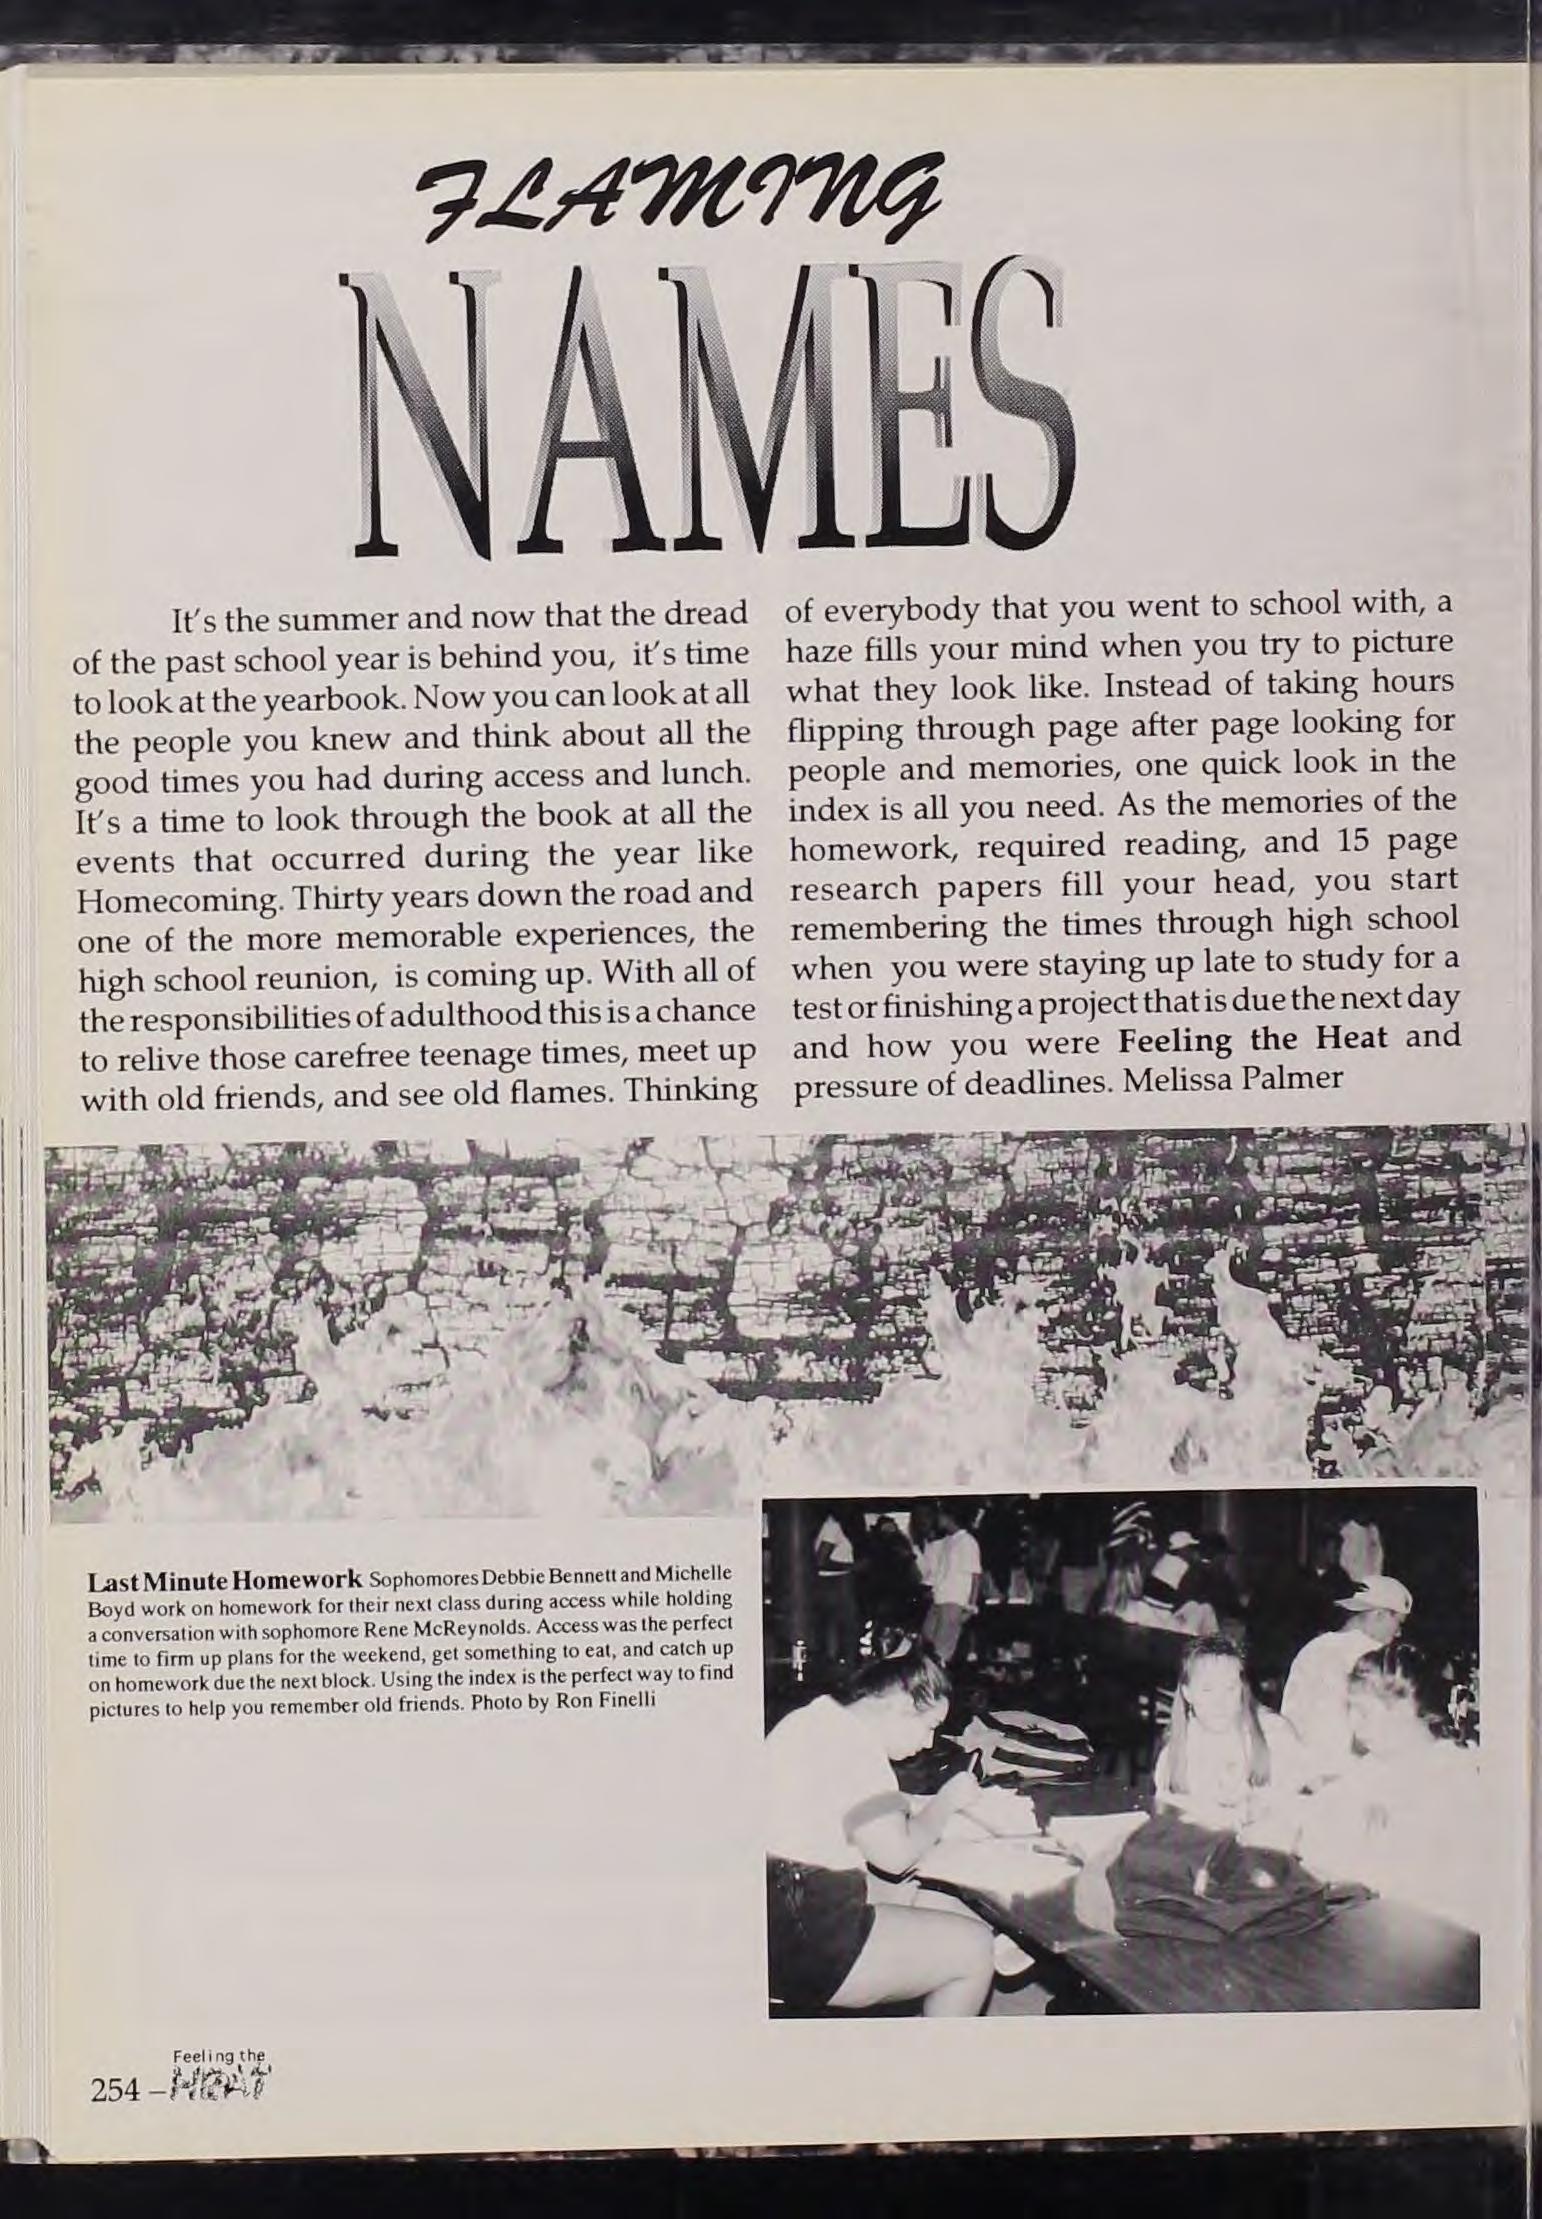 FLAMING
NAMES
It's the summer and now that the dread
of the past school year is behind you, it's time
to look at the yearbook. Now you can look at all
the people you knew and think about all the
good times you had during access and lunch.
It's a time to look through the book at all the
events that occurred during the year like
Homecoming. Thirty years down the road and
one of the more memorable experiences, the
high school reunion, is coming up. With all of
the responsibilities of adulthood this is a chance
to relive those carefree teenage times, meet up
with old friends, and see old flames. Thinking
of everybody that you went to school with, a
haze fills your mind when you try to picture
what they look like. Instead of taking hours
flipping through page after page looking for
people and memories, one quick look in the
index is all you need. As the memories of the
homework, required reading, and 15 page
research papers fill your head, you start
remembering the times through high school
when you were staying up late to study for a
test or finishing a project that is due the next day
and how you were Feeling the Heat and
pressure of deadlines. Melissa Palmer
Last Minute Homework Sophomores Debbie Bennett and Michelle
Boyd work on homework for their next class during access while holding
a conversation with sophomore Rene McReynolds. Access was the perfect
time to firm up plans for the weekend, get something to eat, and catch up
on homework due the next block. Using the index is the perfect way to find
pictures to help you remember old friends. Photo by Ron Finelli
Feeling the
254 – HEAT